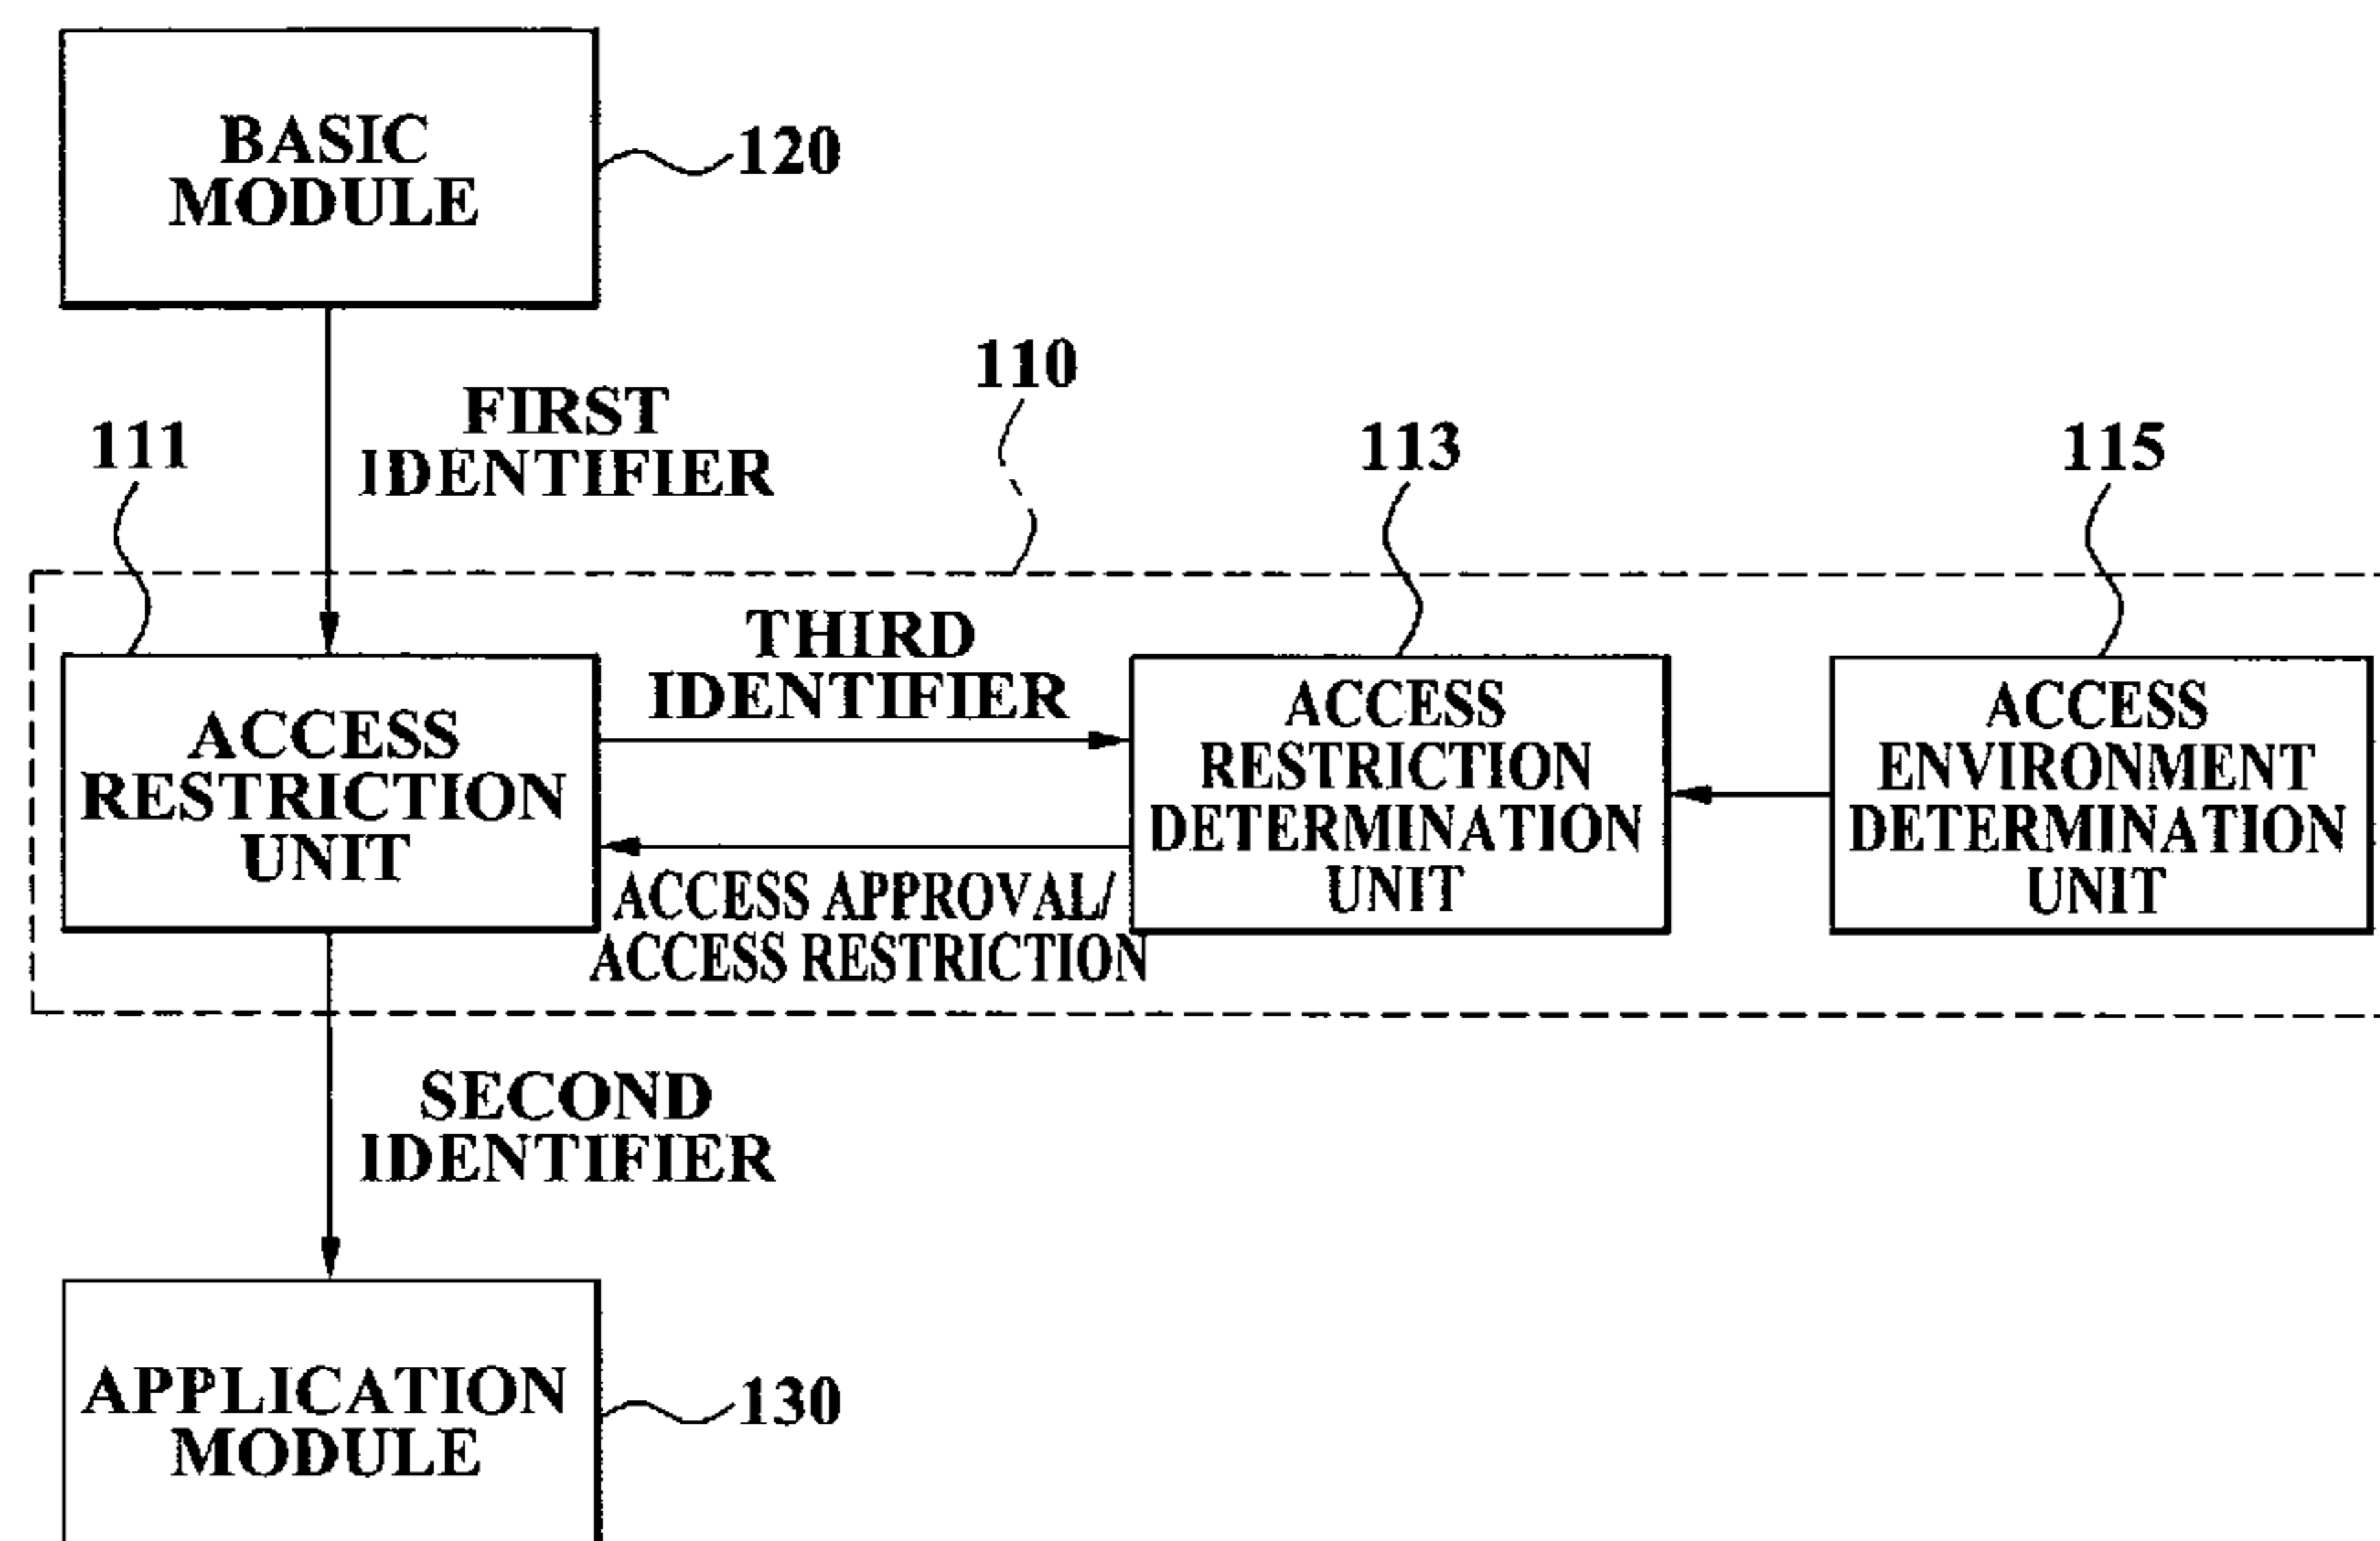 BASIC
MODULE
120
FIRST
IDENTIFIER
110
111
113
115
THIRD
IDENTIFIER
ACCESS
RESTRICTION
UNIT
ACCESS
RESTRICTION
DETERMINATION
UNIT
ACCESS
ENVIRONMENT
DETERMINATION
UNIT
ACCESS APPROVAL/
ACCESS RESTRICTION
SECOND
IDENTIFIER
APPLICATION
MODULE
130